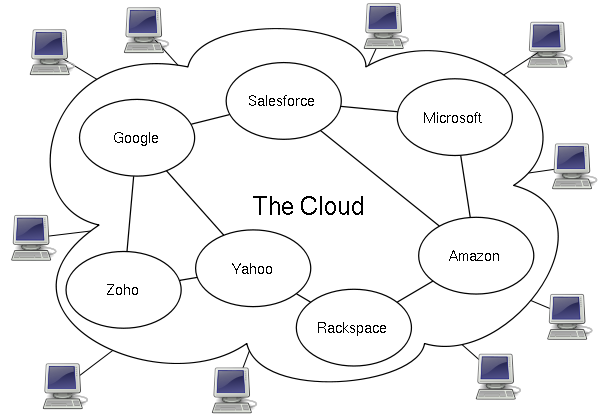 Salesforce
Microsoft
Google
The Cloud
Amazon
Yahoo
Zoho
Rackspace